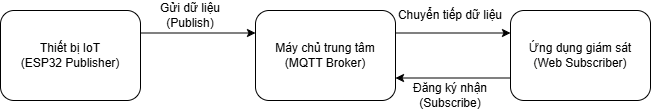 Thiết bị IoT
(ESP32 Publisher)
Gửi dữ liệu
(Publish)
Máy chủ trung tâm
(MQTT Broker)
Chuyển tiếp dữ liệu
Đăng ký nhận
(Subscribe)
Ứng dụng giám sát
(Web Subscriber)